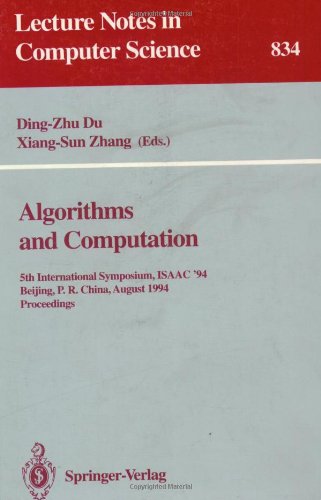 Lecture Notes in
Computer Science
834
Ding-Zhu Du
Xiang-Sun Zhang (Eds.)
Algorithms
and Computation
5th International Symposium, ISAAC '94
Beijing, P. R. China, August 1994
Proceedings
Springer-Verlag